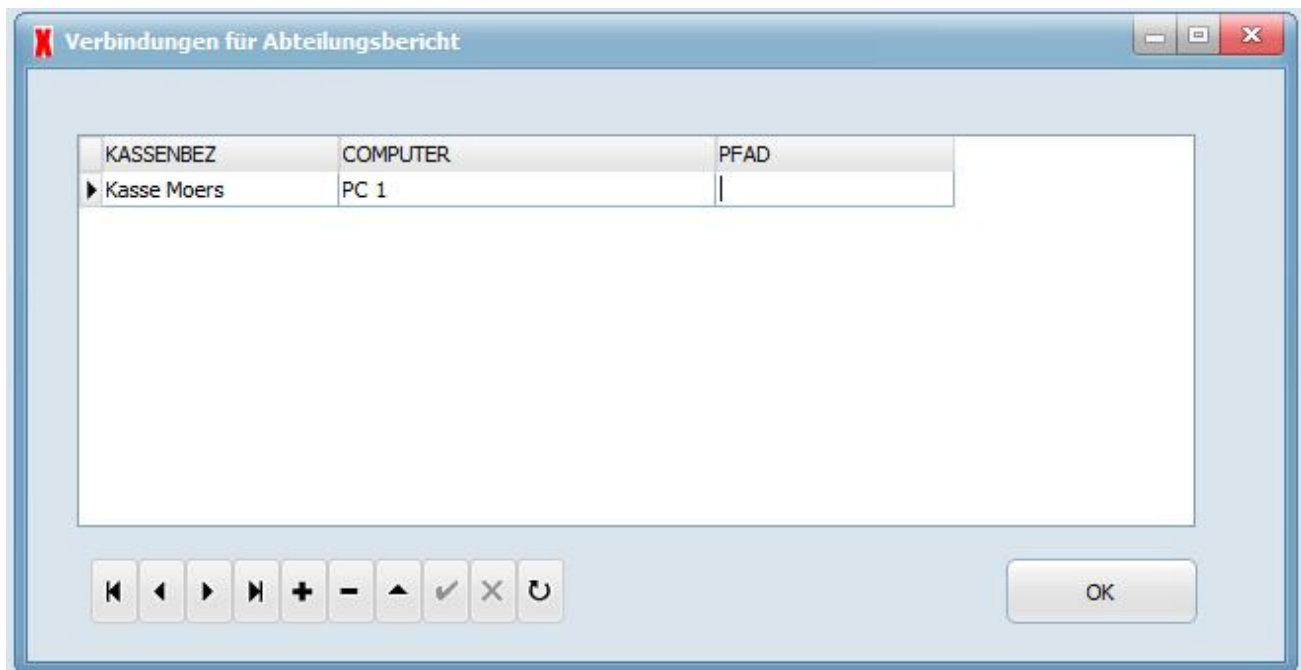 Verbindungen für Abteilungsbericht
KASSENBEZ COMPUTER PFAD
Kasse Moers PC 1
OK